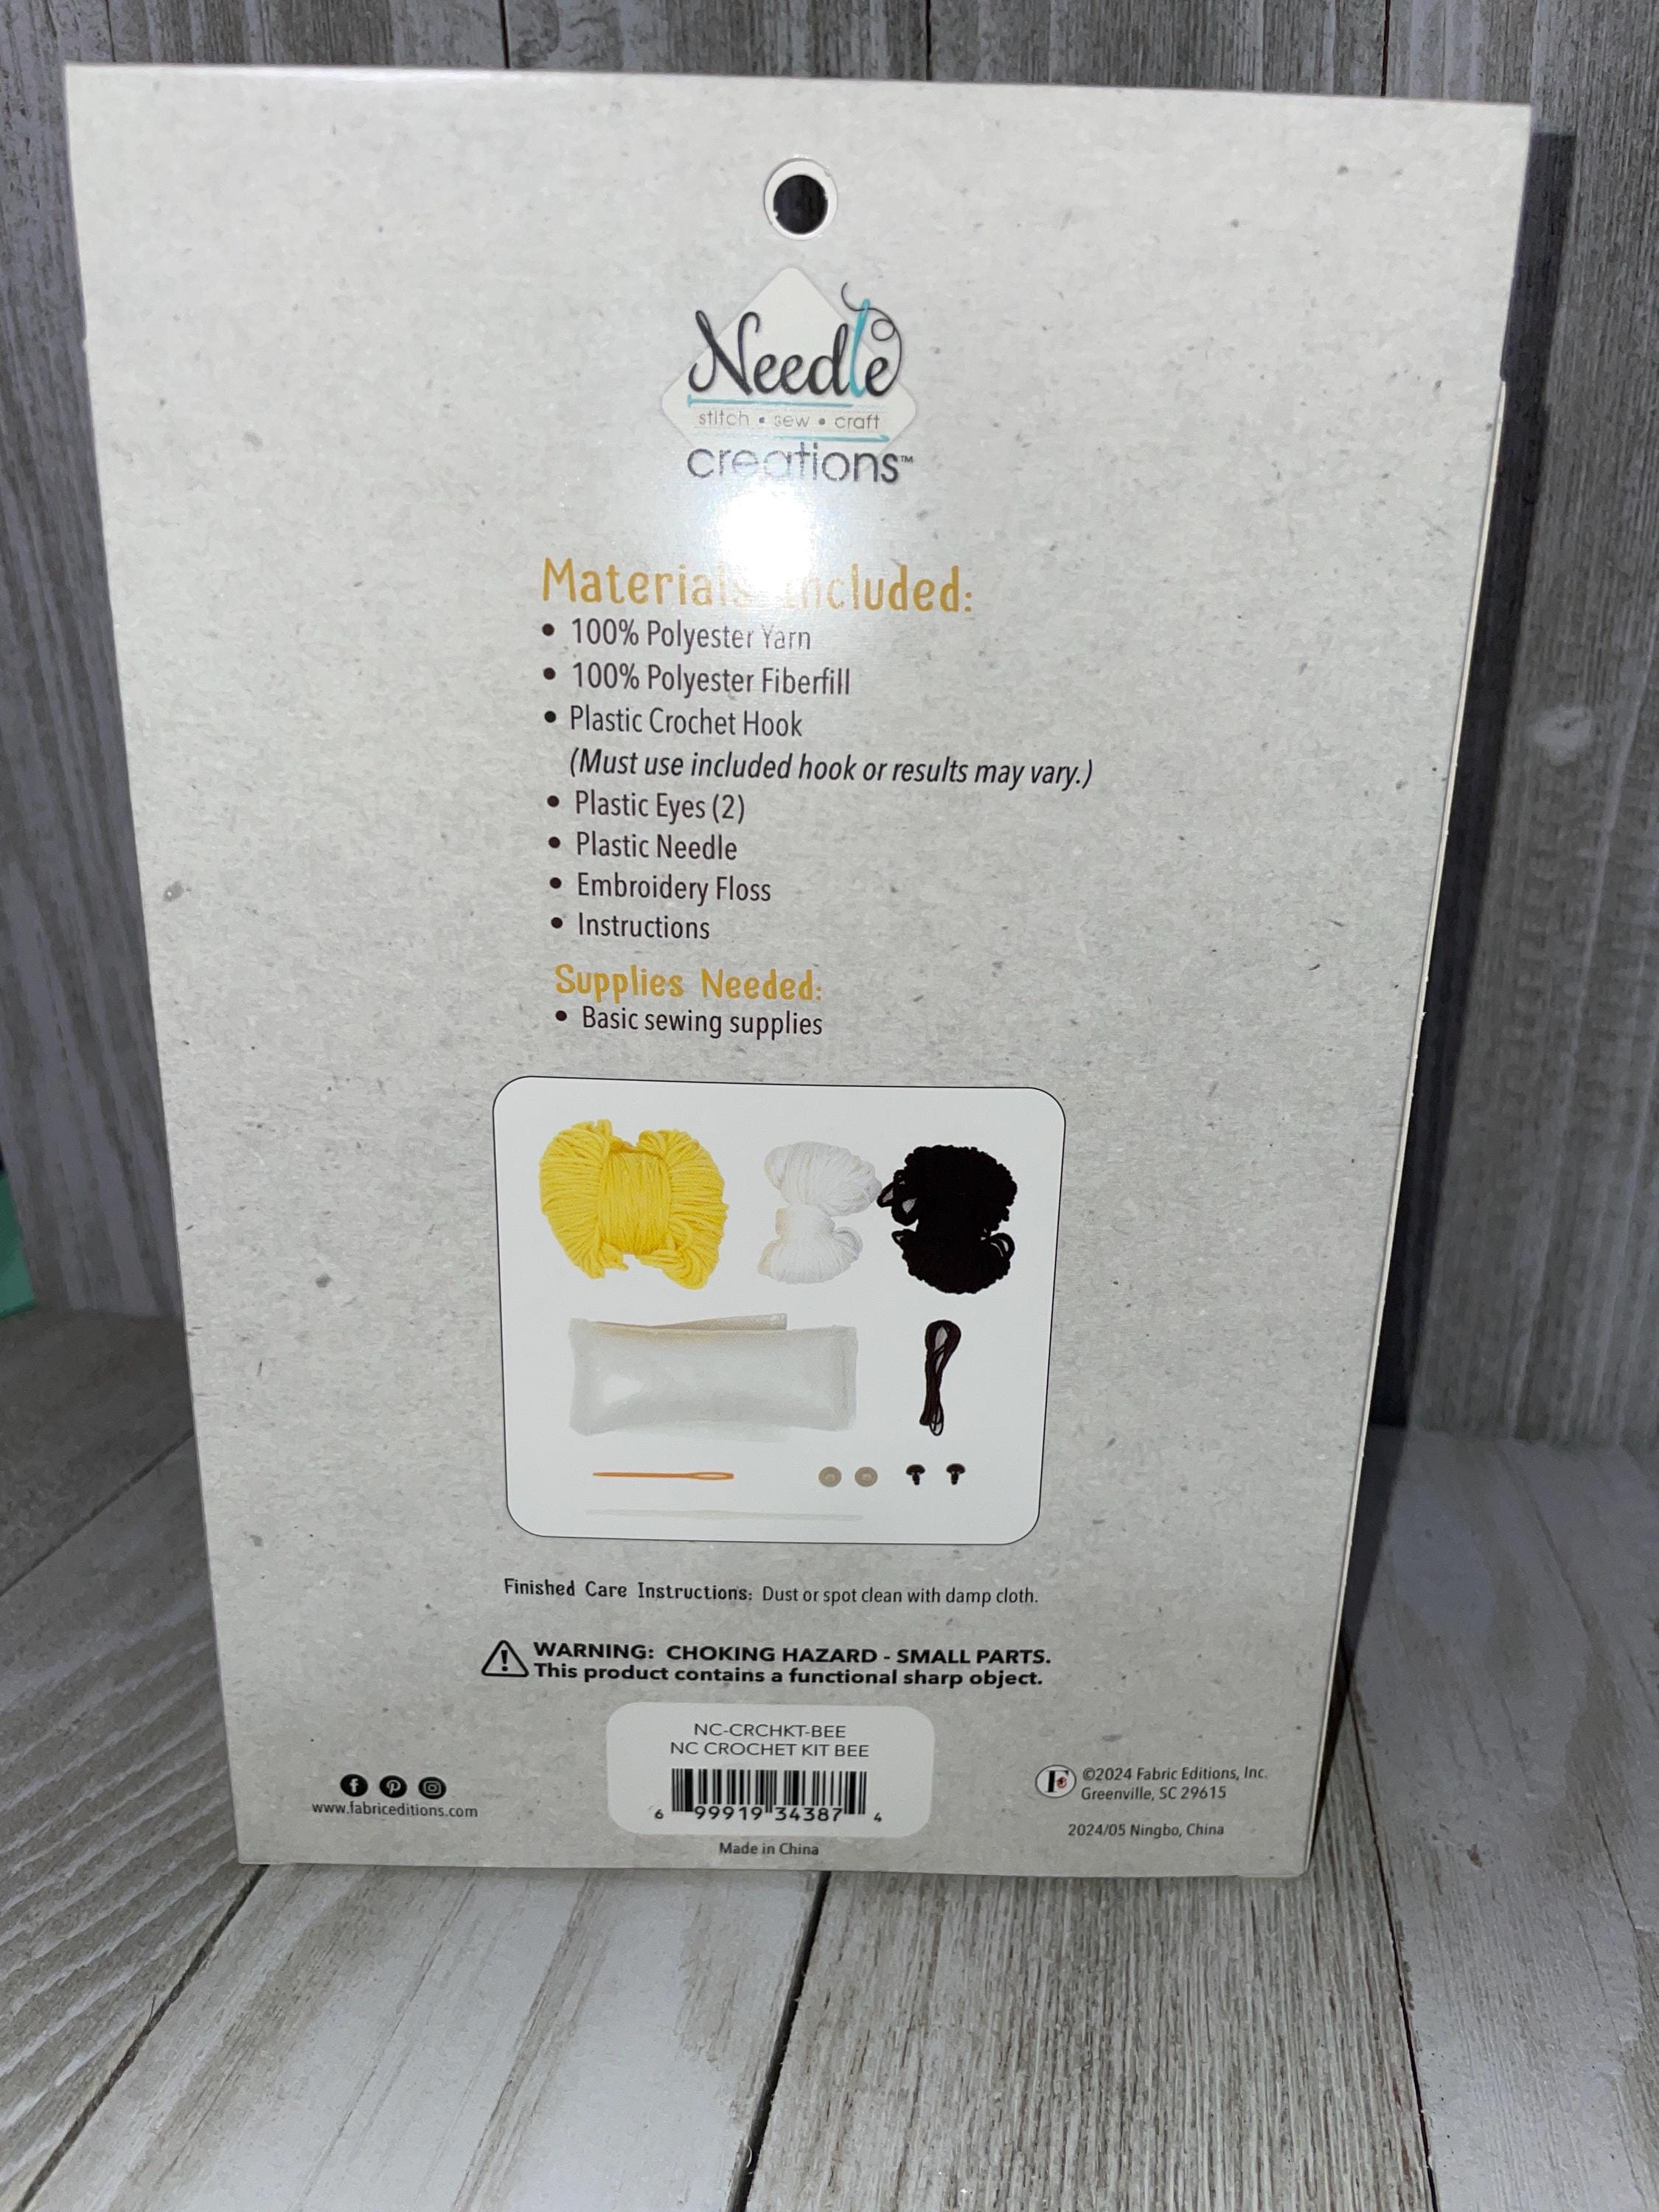 Needle
stitch • sew • craft
creations™
Materials Included:
• 100% Polyester Yarn
• 100% Polyester Fiberfill
• Plastic Crochet Hook
(Must use included hook or results may vary.)
• Plastic Eyes (2)
• Plastic Needle
• Embroidery Floss
• Instructions
Supplies Needed:
• Basic sewing supplies
Finished Care Instructions: Dust or spot clean with damp cloth.
WARNING: CHOKING HAZARD - SMALL PARTS.
This product contains a functional sharp object.
NC-CRCHKT-BEE
NC CROCHET KIT BEE
6 99919 34387 4
Made in China
www.fabriceditions.com
©2024 Fabric Editions, Inc.
Greenville, SC 29615
2024/05 Ningbo, China